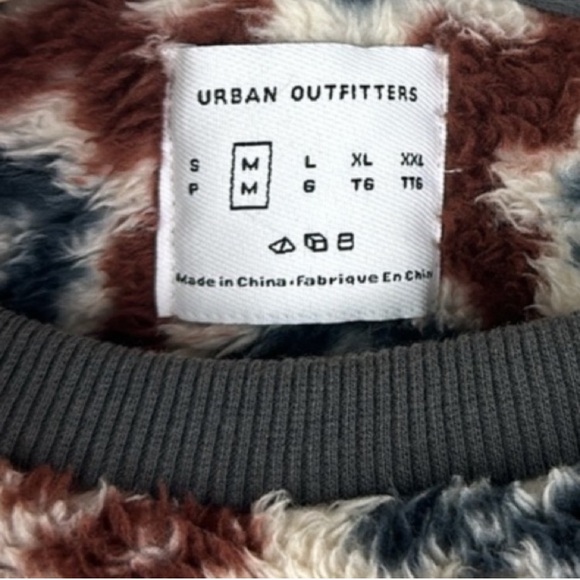 URBAN OUTFITTERS
S M L XL XXL
P M G TG TTG
Made in China • Fabrique En Chin